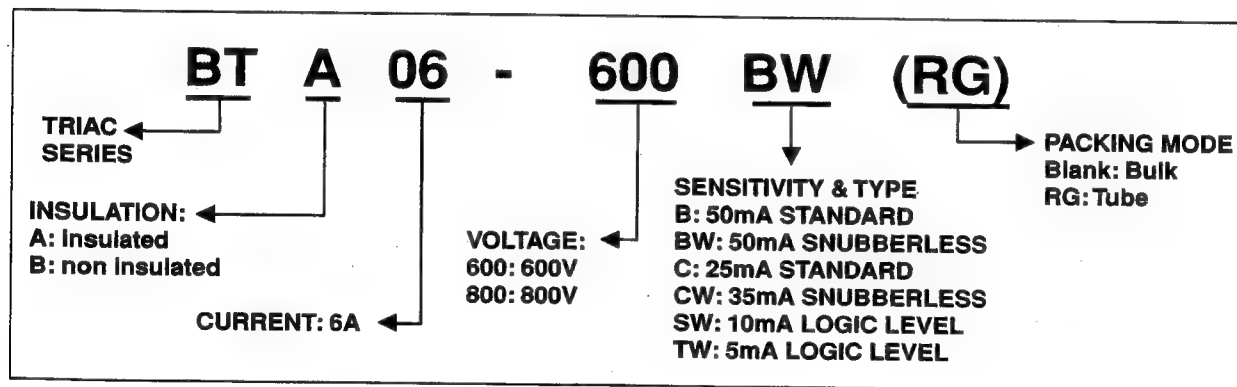 BT A 06 - 600 BW (RG)
TRIAC
SERIES
INSULATION:
A: insulated
B: non insulated
CURRENT: 6A
VOLTAGE:
600: 600V
800: 800V
SENSITIVITY & TYPE
B: 50mA STANDARD
BW: 50mA SNUBBERLESS
C: 25mA STANDARD
CW: 35mA SNUBBERLESS
SW: 10mA LOGIC LEVEL
TW: 5mA LOGIC LEVEL
PACKING MODE
Blank: Bulk
RG: Tube